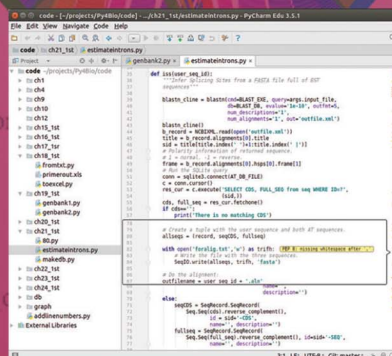 code - ~/projects/Py4Bio/code] - .../ch21_1st/estimateintrons.py - PyCharm Edu 3.5.1
File Edit View Navigate Code Help
code ch21_1st estimateintrons.py
Project
genbank2.py × estimateintrons.py ×
code ~/projects/Py4Bio/code
ch1
ch4
ch9
ch10
ch12
ch15_1st
ch16_1st
ch17_1st
ch18_1st
fromtxt.py
primerout.xls
toexcel.py
ch19_1st
genbank1.py
genbank2.py
ch20_1st
ch21_1st
80.py
estimateintrons.py
makedb.py
ch22_1st
ch23_1st
ch24_1st
db
graph
addinenumbers.py
External Libraries
def iss(user_seq_id):
"""Infer Splicing Sites from a FASTA file full of EST
sequences"""
blastn_cline = blastn(cmd=BLAST_EXE, query=args.input_file,
db=BLAST_DB, evalue='1e-10', outfmt=5,
num_descriptions='1',
num_alignments='1', out='outfile.xml')
blastn_cline()
b_record = NCBIXML.read(open('outfile.xml'))
title = b_record.alignments[0].title
sid = title[title.index(' ')+1:title.index(' |')]
# Polarity information of returned sequence.
# 1 = normal, -1 = reverse.
frame = b_record.alignments[0].hsps[0].frame[1]
# Run the SQLite query
conn = sqlite3.connect(AT_DB_FILE)
c = conn.cursor()
res_cur = c.execute('SELECT CDS, FULL_SEQ from seq WHERE ID=?',
(sid,))
cds, full_seq = res_cur.fetchone()
if cds=='':
print('There is no matching CDS')
# Create a tuple with the user sequence and both AT sequences.
allseqs = (record, seqCDS, fullseq)
with open('foralig.txt','w') as trifh: PEP 8: missing whitespace after ','
# Write the file with the three sequences.
SeqIO.write(allseqs, trifh, 'fasta')
# Do the alignment:
outfilename = user_seq_id + '.aln'
name='',
description='')
else:
seqCDS = SeqRecord.SeqRecord(
Seq.Seq(cds).reverse_complement(),
id = sid+'-CDS',
name='', description='')
fullseq = SeqRecord.SeqRecord(
Seq.Seq(full_seq).reverse_complement(), id=sid+'-SEQ',
name='', description='')